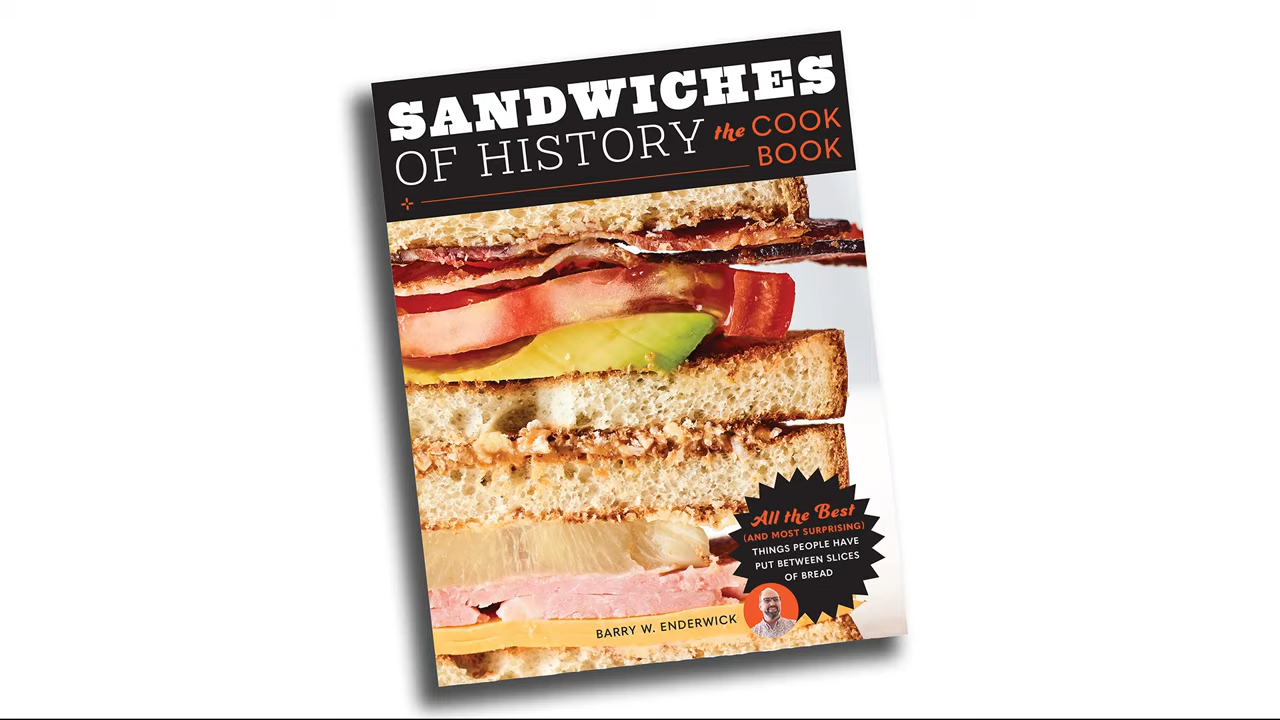 SANDWICHES
OF HISTORY the COOK
BOOK
All the Best
(AND MOST SURPRISING)
THINGS PEOPLE HAVE
PUT BETWEEN SLICES
OF BREAD
BARRY W. ENDERWICK